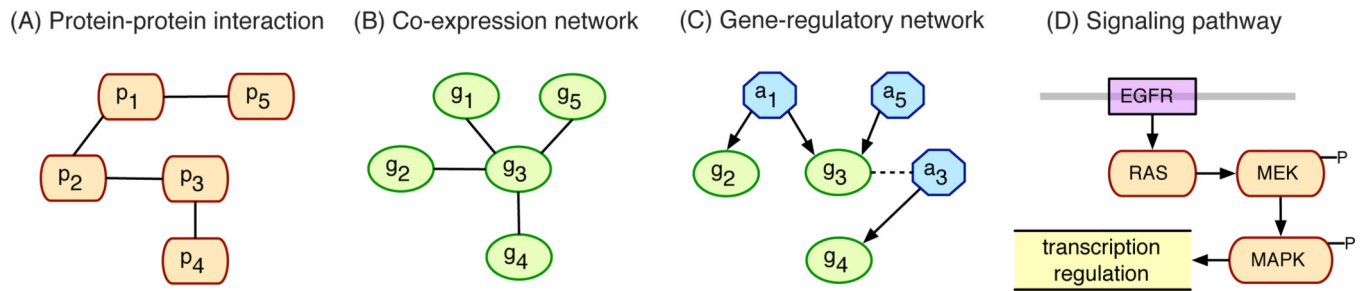 (A) Protein-protein interaction
(B) Co-expression network
(C) Gene-regulatory network
(D) Signaling pathway
p1
p5
p2
p3
p4
g1
g5
g2
g3
g4
a1
a5
g2
g3
a3
g4
EGFR
RAS
MEK
P
MAPK
P
transcription
regulation